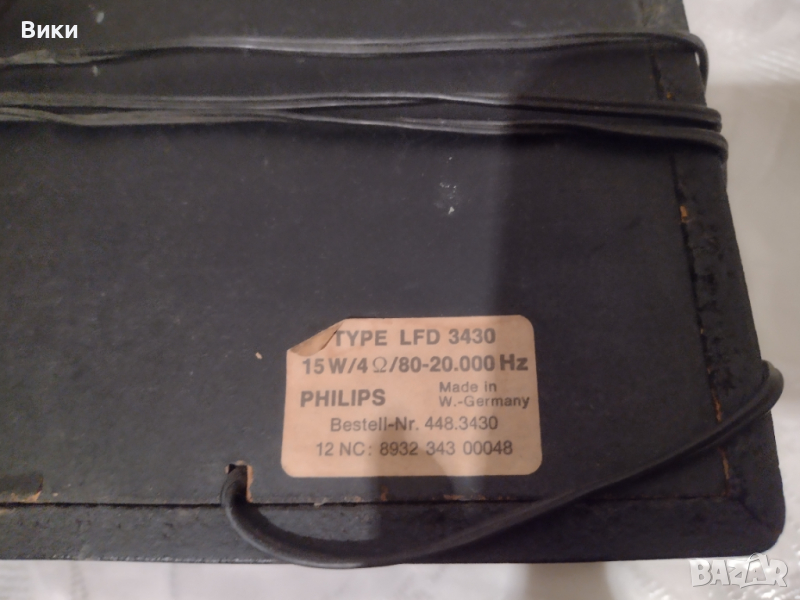 Вики
TYPE LFD 3430
15 W/4 Ω/80-20.000 Hz
PHILIPS Made in W.-Germany
Bestell-Nr. 448.3430
12 NC: 8932 343 00048
BAZAR